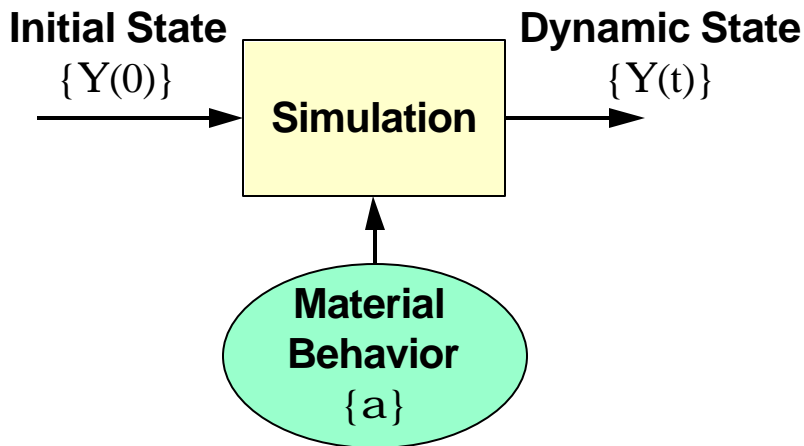 Initial State
{Y(0)}
Dynamic State
{Y(t)}
Simulation
Material
Behavior
{a}